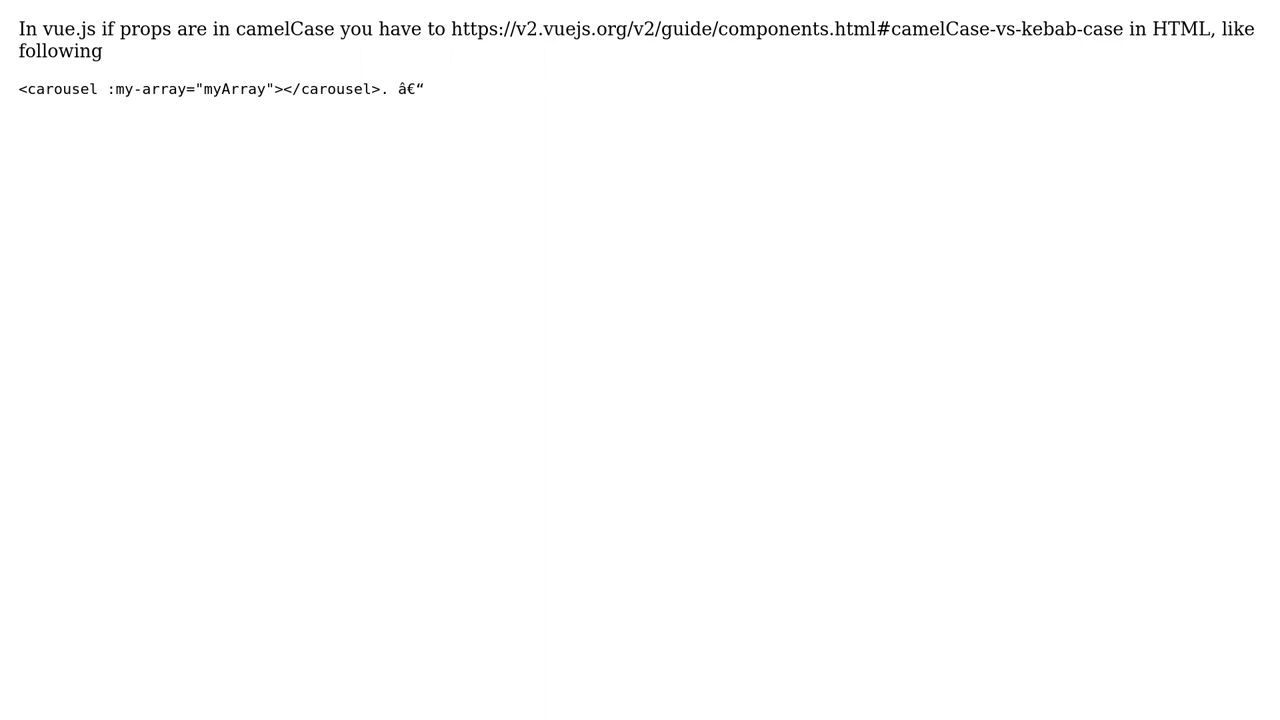 In vue.js if props are in camelCase you have to https://v2.vuejs.org/v2/guide/components.html#camelCase-vs-kebab-case in HTML, like
following
<carousel :my-array="myArray"></carousel>. â€“